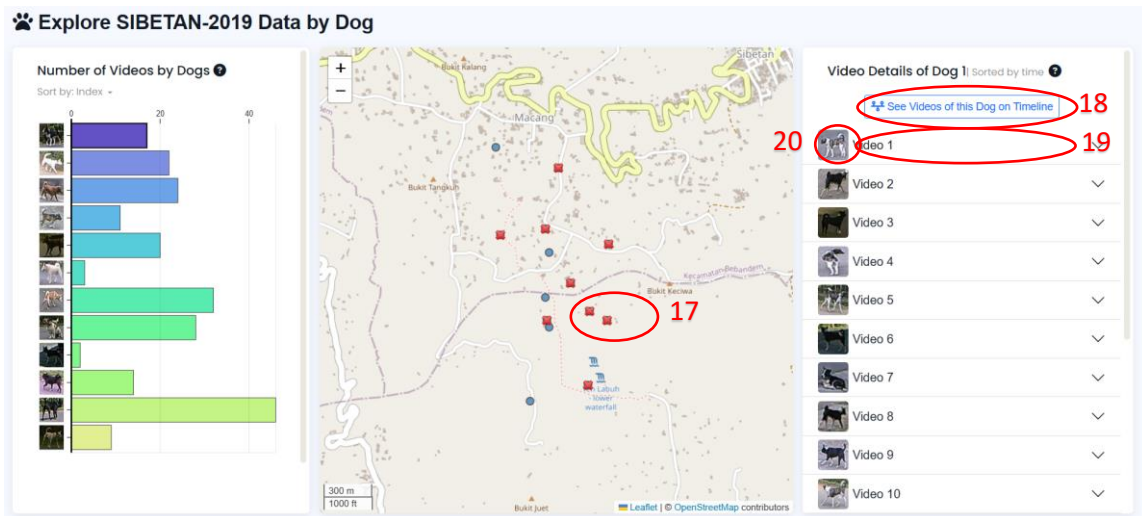 Explore SIBETAN-2019 Data by Dog
Number of Videos by Dogs ?
Sort by: Index
0 20 40
+
−
Bukit Kalang
Sibetan
Macang
Bukit Tangkuh
Kecamatan Bebandem
Bukit Keciwa
17
Labuh
lower
waterfall
Bukit Juet
300 m
1000 ft
Leaflet | © OpenStreetMap contributors
Video Details of Dog 1| Sorted by time ?
See Videos of this Dog on Timeline
18
20
Video 1
19
Video 2
Video 3
Video 4
Video 5
Video 6
Video 7
Video 8
Video 9
Video 10